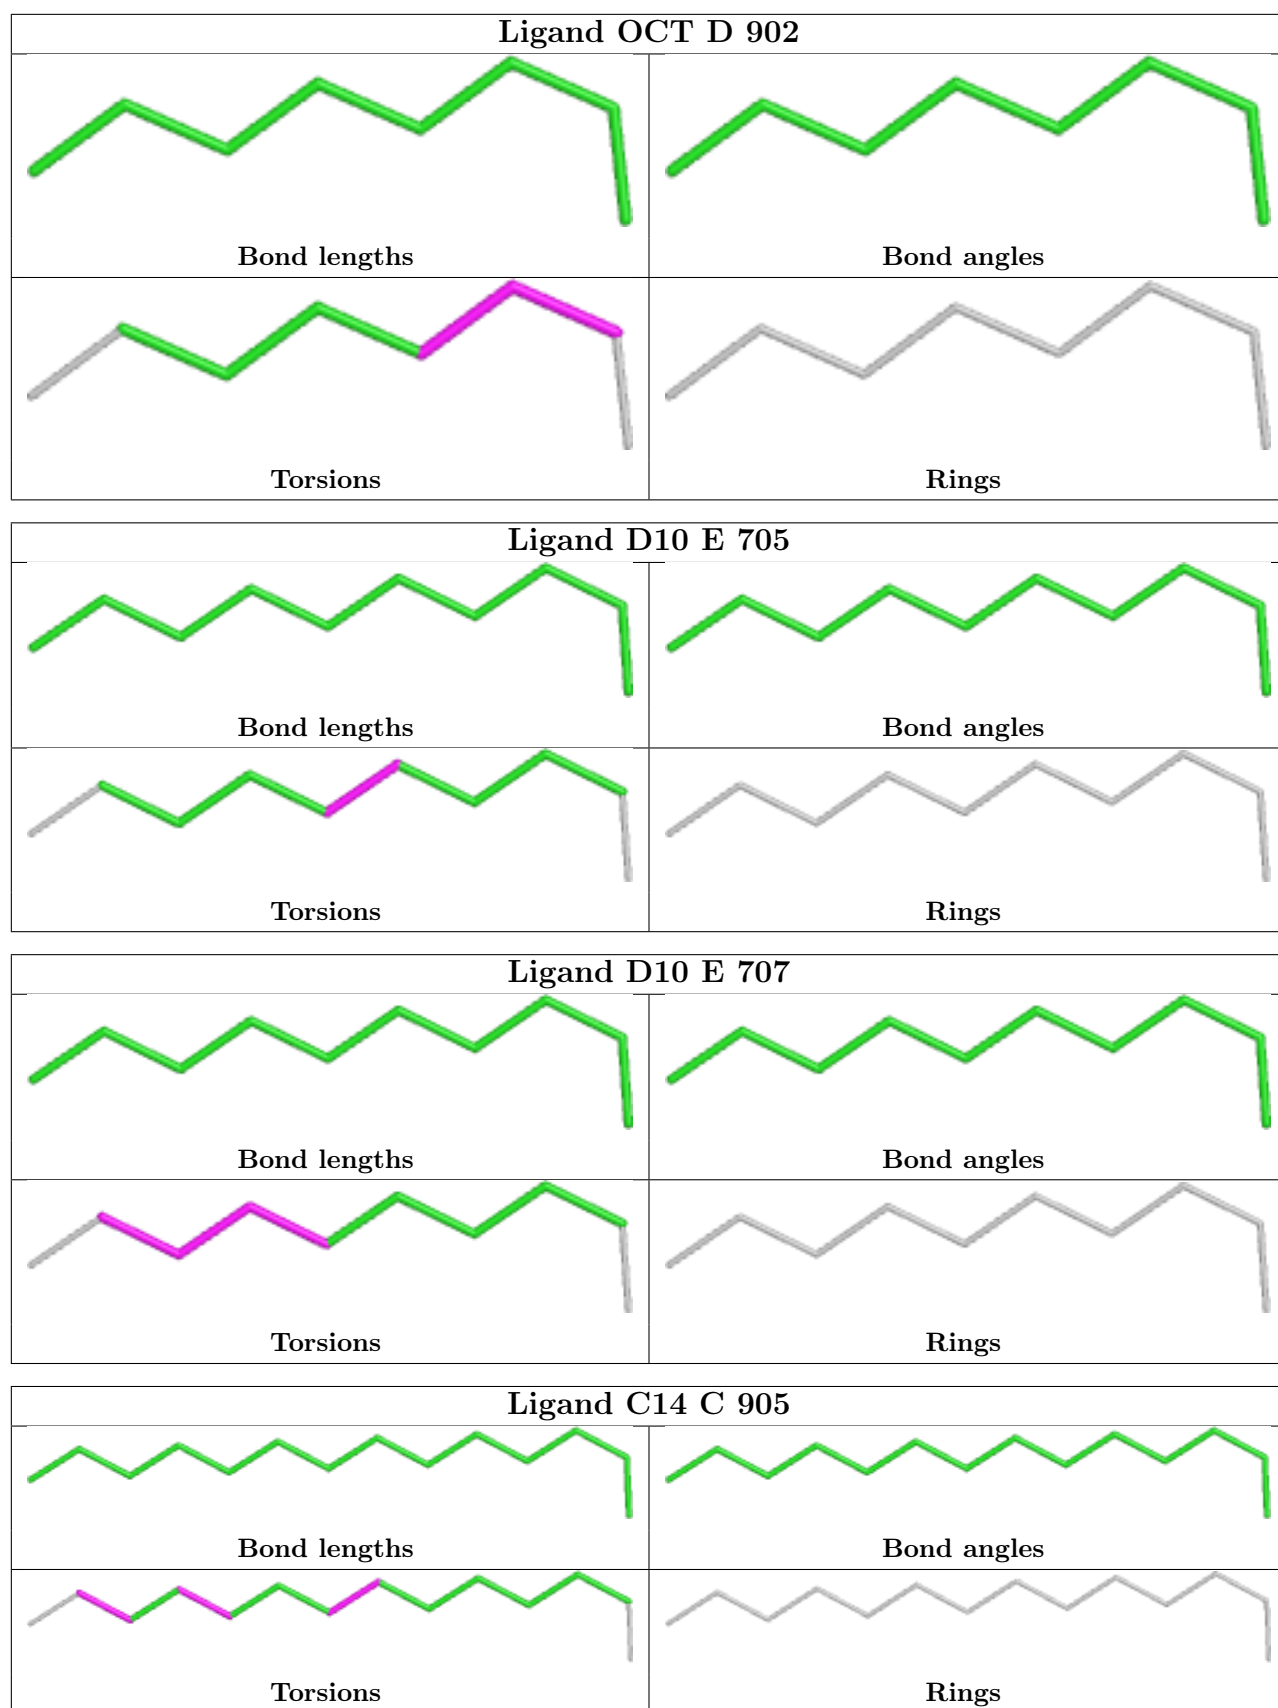 Ligand OCT D 902
Bond lengths Bond angles
Torsions Rings
Ligand D10 E 705
Bond lengths Bond angles
Torsions Rings
Ligand D10 E 707
Bond lengths Bond angles
Torsions Rings
Ligand C14 C 905
Bond lengths Bond angles
Torsions Rings